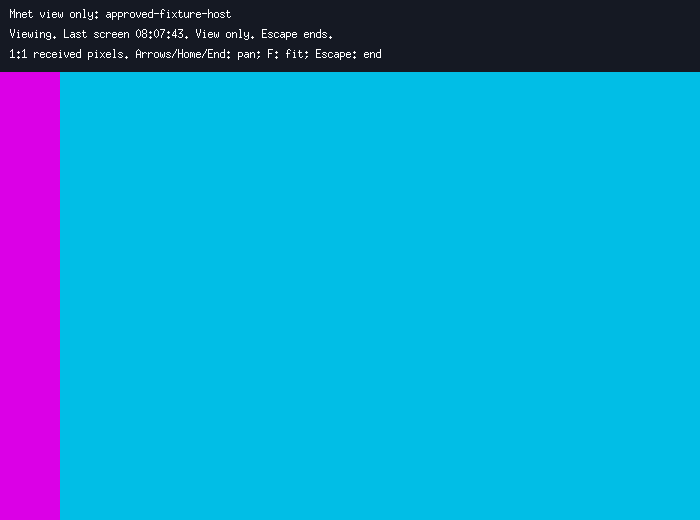 Mnet view only: approved-fixture-host
Viewing. Last screen 08:07:43. View only. Escape ends.
1:1 received pixels. Arrows/Home/End: pan; F: fit; Escape: end